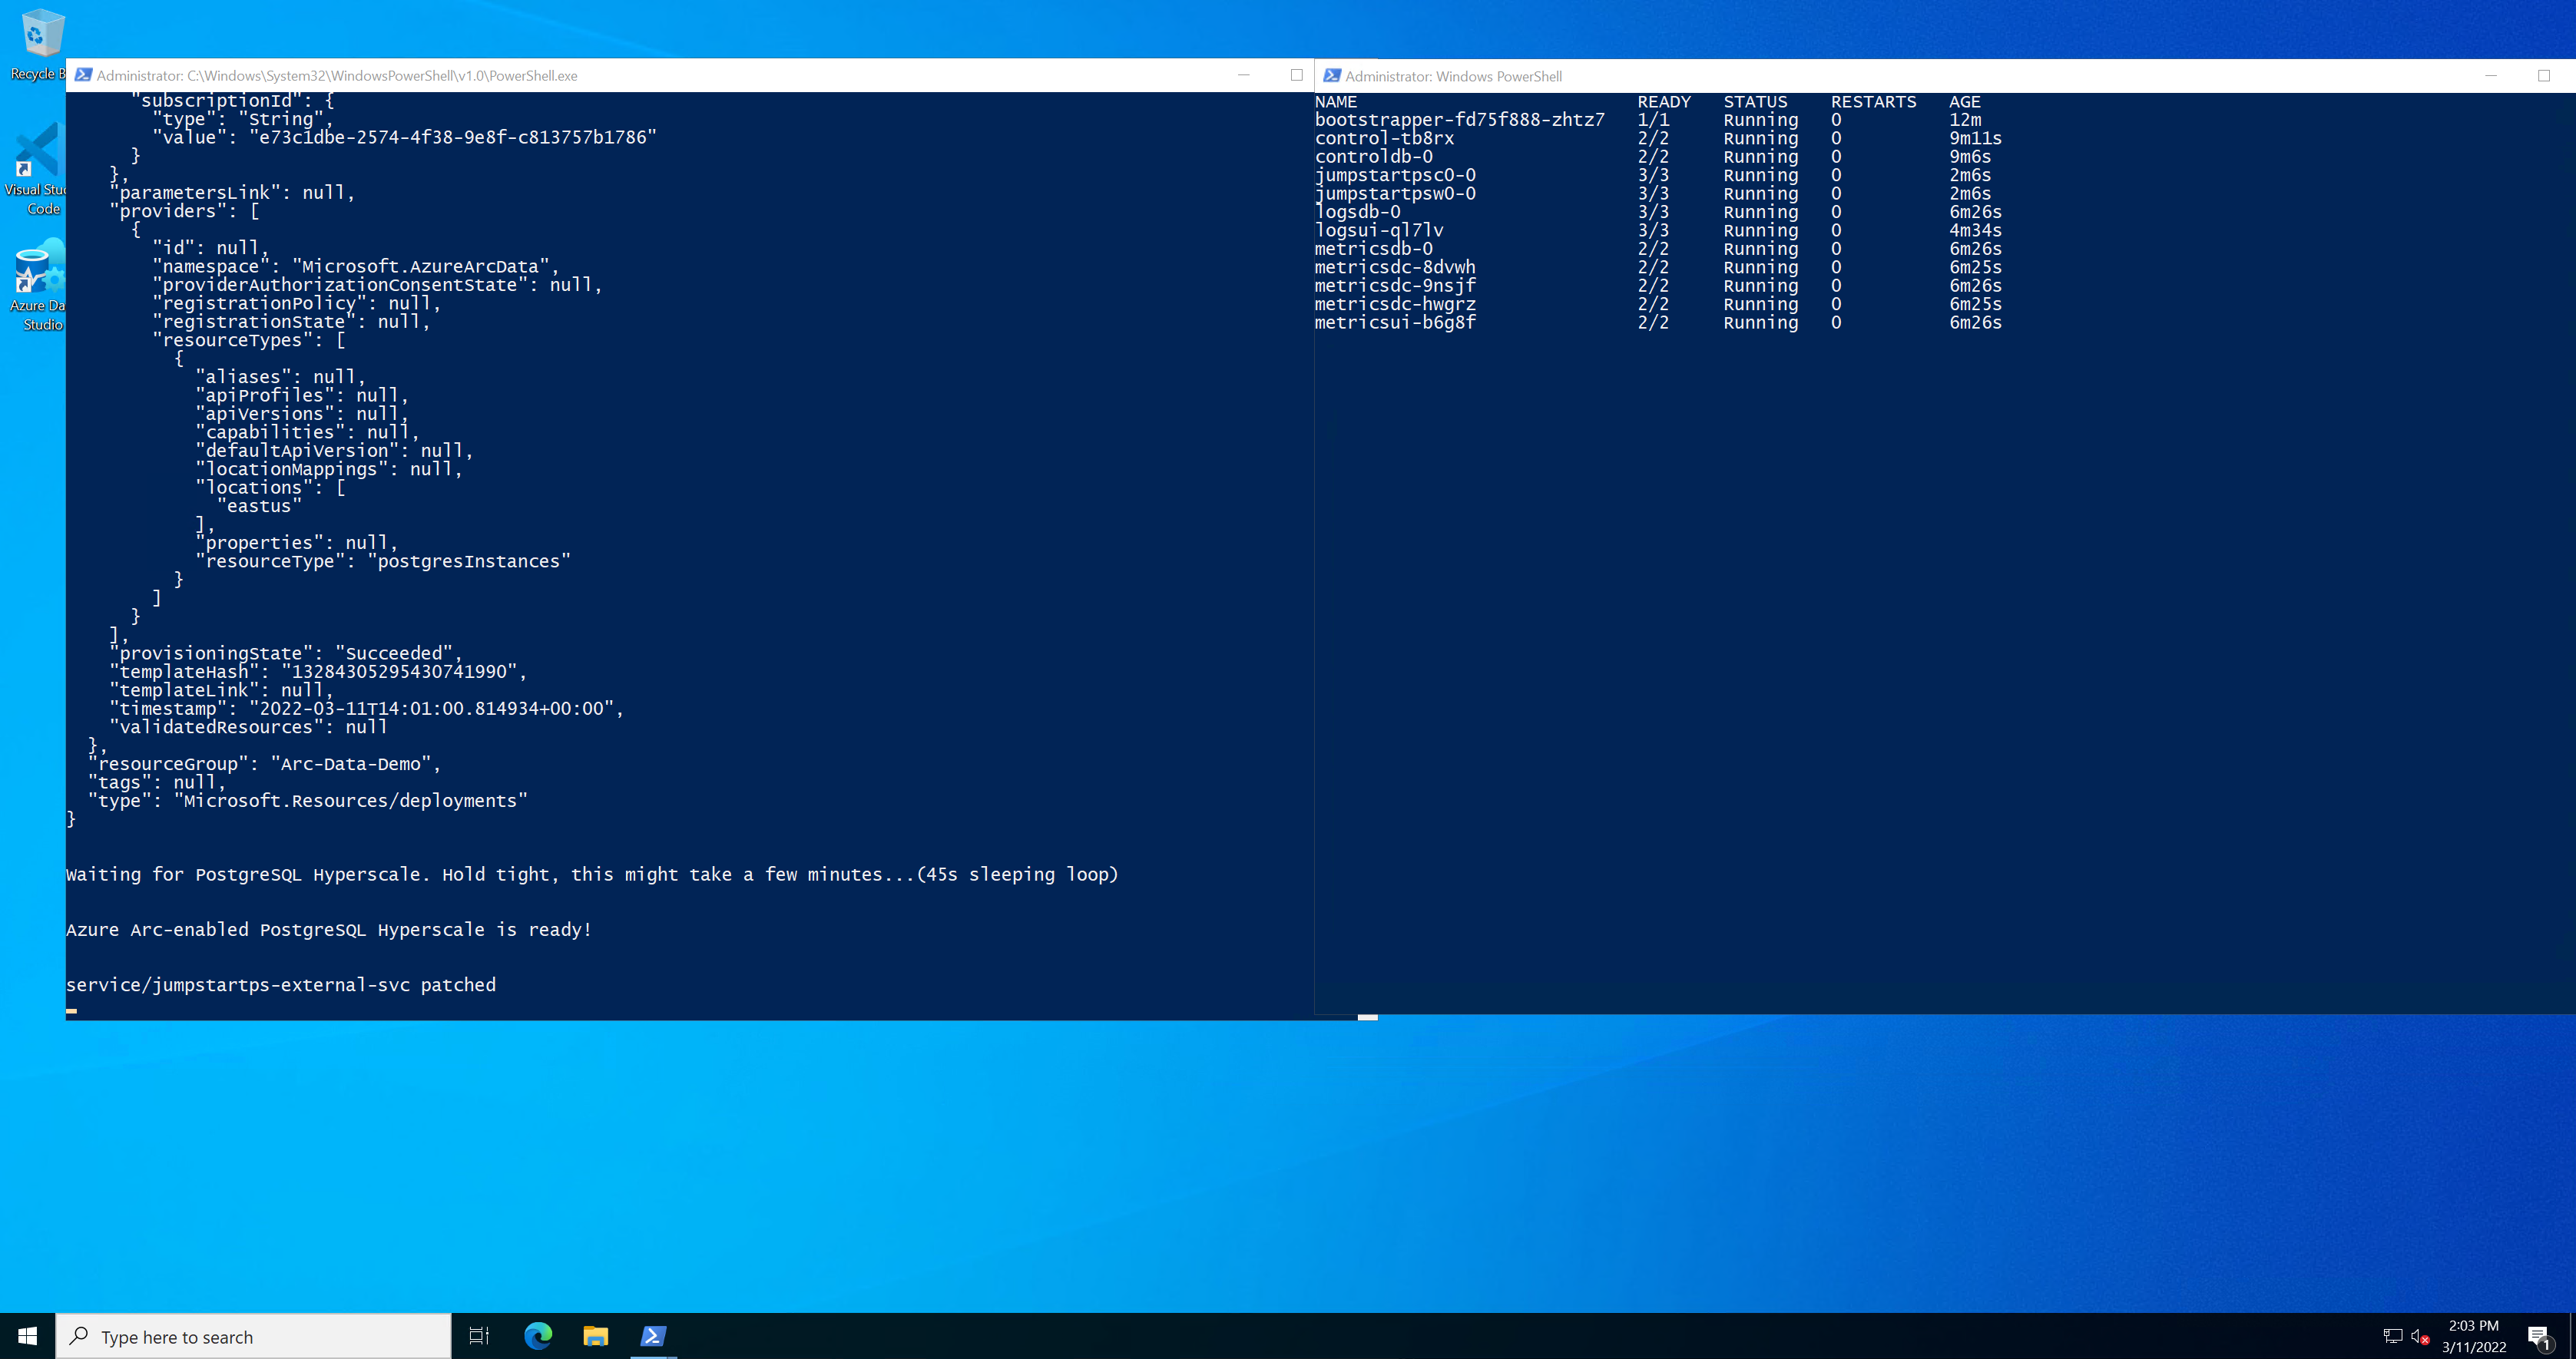 Recycle B
Visual Stu
Code
Azure Da
Studio
Administrator: C:\Windows\System32\WindowsPowerShell\v1.0\PowerShell.exe
"subscriptionId": {
"type": "String",
"value": "e73c1dbe-2574-4f38-9e8f-c813757b1786"
}
},
"parametersLink": null,
"providers": [
{
"id": null,
"namespace": "Microsoft.AzureArcData",
"providerAuthorizationConsentState": null,
"registrationPolicy": null,
"registrationState": null,
"resourceTypes": [
{
"aliases": null,
"apiProfiles": null,
"apiVersions": null,
"capabilities": null,
"defaultApiVersion": null,
"locationMappings": null,
"locations": [
"eastus"
],
"properties": null,
"resourceType": "postgresInstances"
}
]
}
],
"provisioningState": "Succeeded",
"templateHash": "13284305295430741990",
"templateLink": null,
"timestamp": "2022-03-11T14:01:00.814934+00:00",
"validatedResources": null
},
"resourceGroup": "Arc-Data-Demo",
"tags": null,
"type": "Microsoft.Resources/deployments"
}
Waiting for PostgreSQL Hyperscale. Hold tight, this might take a few minutes...(45s sleeping loop)
Azure Arc-enabled PostgreSQL Hyperscale is ready!
service/jumpstartps-external-svc patched
Administrator: Windows PowerShell
NAME READY STATUS RESTARTS AGE
bootstrapper-fd75f888-zhtz7 1/1 Running 0 12m
control-tb8rx 2/2 Running 0 9m11s
controldb-0 2/2 Running 0 9m6s
jumpstartpsc0-0 3/3 Running 0 2m6s
jumpstartpsw0-0 3/3 Running 0 2m6s
logsdb-0 3/3 Running 0 6m26s
logsui-ql7lv 3/3 Running 0 4m34s
metricsdb-0 2/2 Running 0 6m26s
metricsdc-8dvwh 2/2 Running 0 6m25s
metricsdc-9nsjf 2/2 Running 0 6m26s
metricsdc-hwgrz 2/2 Running 0 6m25s
metricsui-b6g8f 2/2 Running 0 6m26s
Type here to search
2:03 PM
3/11/2022
1